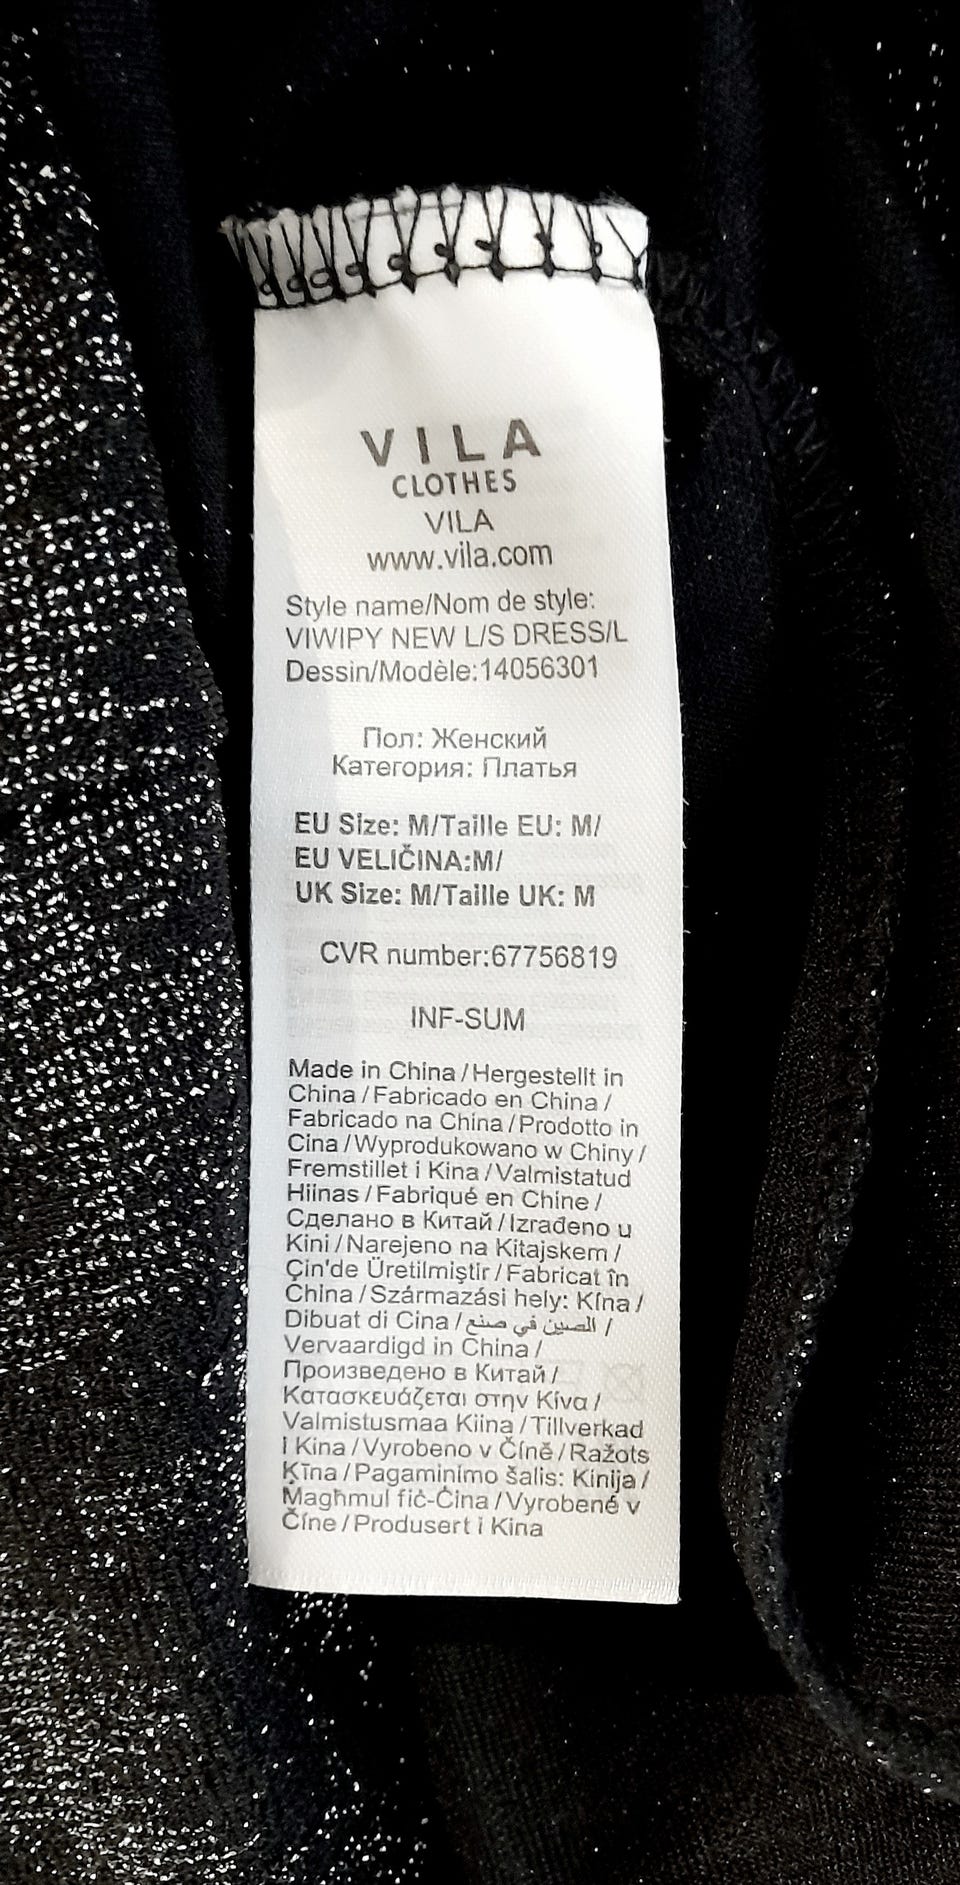 VILA
CLOTHES
VILA
www.vila.com
Style name/Nom de style:
VIWIPY NEW L/S DRESS/L
Dessin/Modèle:14056301
Пол: Женский
Категория: Платья
EU Size: M/Taille EU: M/
EU VELIČINA:M/
UK Size: M/Taille UK: M
CVR number:67756819
INF-SUM
Made in China / Hergestellt in
China / Fabricado en China /
Fabricado na China / Prodotto in
Cina / Wyprodukowano w Chiny /
Fremstillet i Kina / Valmistatud
Hiinas / Fabriqué en Chine /
Сделано в Китай / Izrađeno u
Kini / Narejeno na Kitajskem /
Çin'de Üretilmiştir / Fabricat în
China / Származási hely: Kína /
Dibuat di Cina / الصين في صنع /
Vervaardigd in China /
Произведено в Китай /
Κατασκευάζεται στην Κίνα /
Valmistusmaa Kiina / Tillverkad
i Kina / Vyrobeno v Číně / Ražots
Ķīna / Pagaminimo šalis: Kinija /
Magħmul fiċ-Ċina / Vyrobené v
Číne / Produsert i Kina